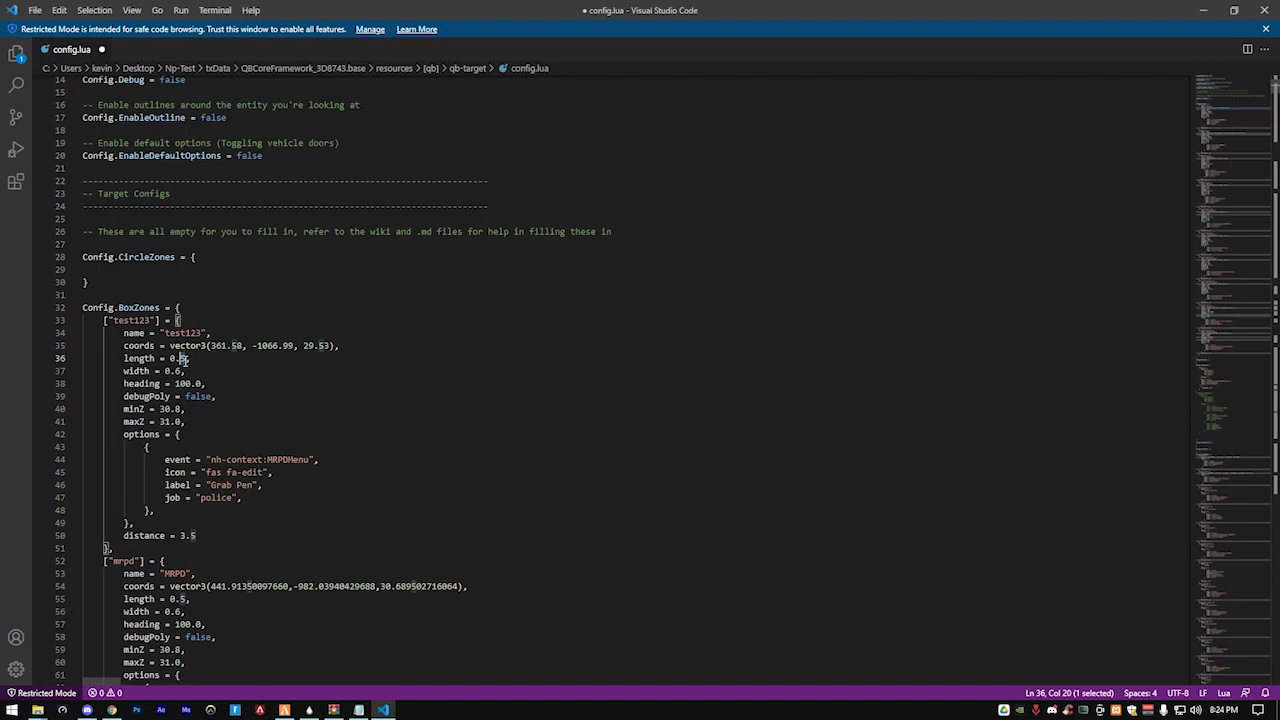 File Edit Selection View Go Run Terminal Help
● config.lua - Visual Studio Code
Restricted Mode is intended for safe code browsing. Trust this window to enable all features. Manage Learn More
config.lua
C: > Users > kevin > Desktop > Np-Test > txData > QBCoreFramework_3D8743.base > resources > [qb] > qb-target > config.lua
14 Config.Debug = false
15
16 -- Enable outlines around the entity you're looking at
17 Config.EnableOutline = false
18
19 -- Enable default options (Toggling vehicle doors)
20 Config.EnableDefaultOptions = false
21
22 -------------------------------------------------------------------------------
23 -- Target Configs
24 -------------------------------------------------------------------------------
25
26 -- These are all empty for you to fill in, refer to the wiki and .md files for help in filling these in
27
28 Config.CircleZones = {
29
30 }
31
32 Config.BoxZones = {
33 ["test123"] = {
34 name = "test123",
35 coords = vector3(361.58, -1066.99, 29.53),
36 length = 0.5,
37 width = 0.6,
38 heading = 100.0,
39 debugPoly = false,
40 minZ = 30.8,
41 maxZ = 31.0,
42 options = {
43 {
44 event = "nh-context:MRPDMenu",
45 icon = "fas fa-edit",
46 label = "Grab Pen",
47 job = "police",
48 },
49 },
50 distance = 3.5
51 },
52 ["mrpd"] = {
53 name = "MRPD",
54 coords = vector3(441.91350097660,-982.03940429688,30.689502716064),
55 length = 0.5,
56 width = 0.6,
57 heading = 100.0,
58 debugPoly = false,
59 minZ = 30.8,
60 maxZ = 31.0,
61 options = {
Restricted Mode 0 0
Ln 36, Col 20 (1 selected) Spaces: 4 UTF-8 LF Lua
8:24 PM